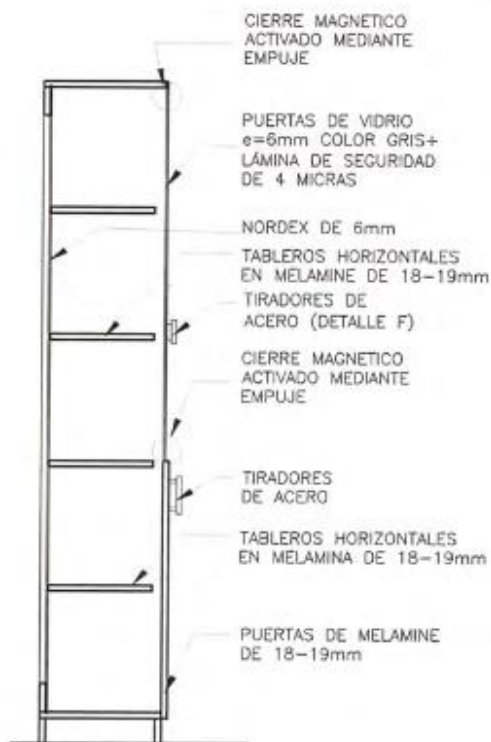 CIERRE MAGNETICO
ACTIVADO MEDIANTE
EMPUJE
PUERTAS DE VIDRIO
e=6mm COLOR GRIS+
LÁMINA DE SEGURIDAD
DE 4 MICRAS
NORDEX DE 6mm
TABLEROS HORIZONTALES
EN MELAMINE DE 18-19mm
TIRADORES DE
ACERO (DETALLE F)
CIERRE MAGNETICO
ACTIVADO MEDIANTE
EMPUJE
TIRADORES
DE ACERO
TABLEROS HORIZONTALES
EN MELAMINA DE 18-19mm
PUERTAS DE MELAMINE
DE 18-19mm